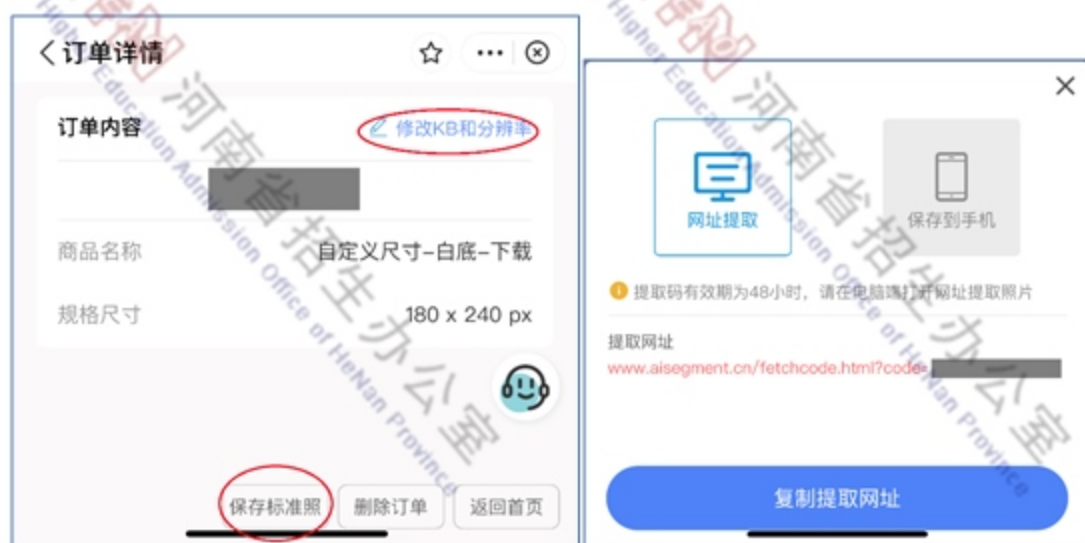 订单详情
订单内容
修改KB和分辨率
商品名称
自定义尺寸-白底-下载
规格尺寸
180 x 240 px
保存标准照
删除订单
返回首页
网址提取
保存到手机
提取码有效期为48小时，请在电脑端打开网址提取照片
提取网址
www.aisegment.cn/fetchcode.html?code=
复制提取网址
河南省招生办公室
Higher Education Admission Office of HeNan Province
河南省招生办公室
Higher Education Admission Office of HeNan Province